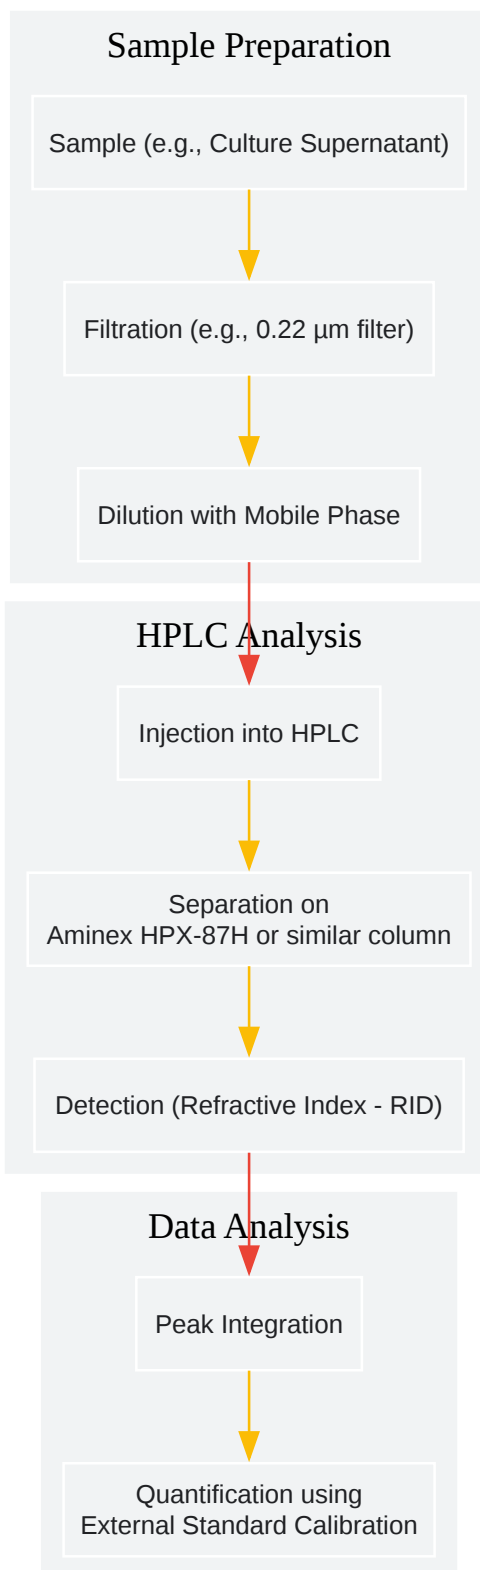 Sample Preparation
Sample (e.g., Culture Supernatant)
Filtration (e.g., 0.22 µm filter)
Dilution with Mobile Phase
HPLC Analysis
Injection into HPLC
Separation on
Aminex HPX-87H or similar column
Detection (Refractive Index - RID)
Data Analysis
Peak Integration
Quantification using
External Standard Calibration